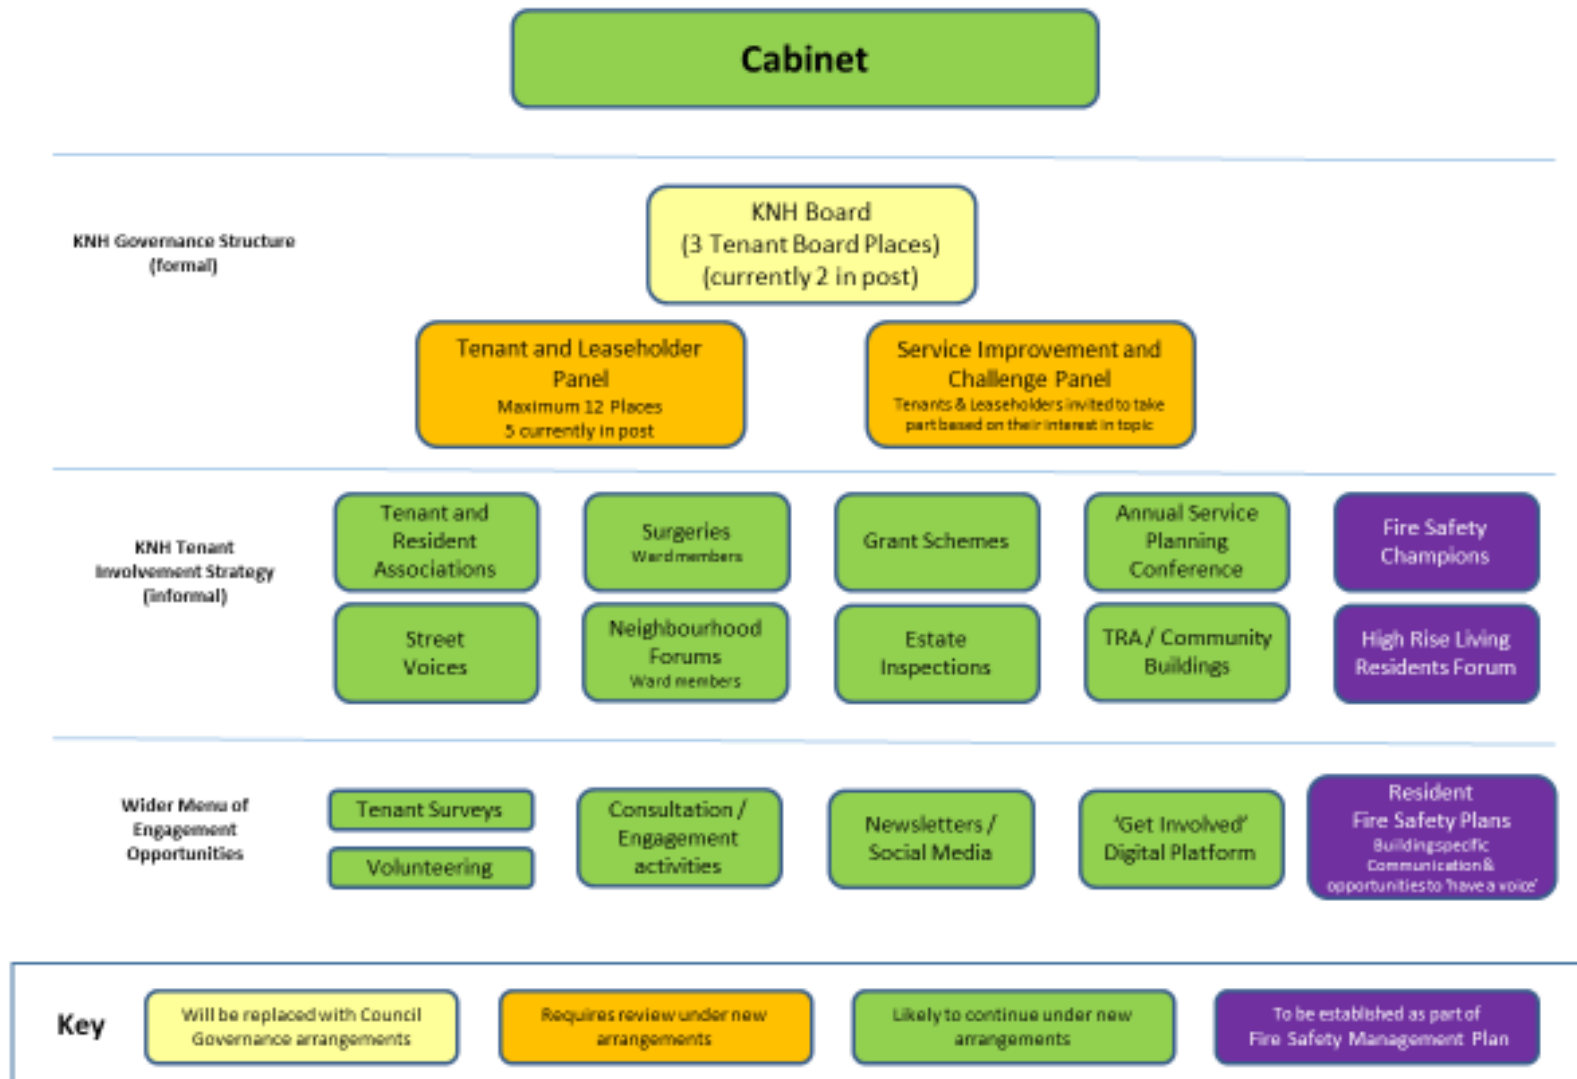 Cabinet
KNH Governance Structure
(formal)
KNH Board
(3 Tenant Board Places)
(currently 2 in post)
Tenant and Leaseholder
Panel
Maximum 12 Places
5 currently in post
Service Improvement and
Challenge Panel
Tenants & Leaseholders invited to take
part based on their interest in topic
KNH Tenant
Involvement Strategy
(informal)
Tenant and
Resident
Associations
Surgeries
Ward members
Grant Schemes
Annual Service
Planning
Conference
Fire Safety
Champions
Street
Voices
Neighbourhood
Forums
Ward members
Estate
Inspections
TRA / Community
Buildings
High Rise Living
Residents Forum
Wider Menu of
Engagement
Opportunities
Tenant Surveys
Volunteering
Consultation /
Engagement
activities
Newsletters /
Social Media
‘Get Involved’
Digital Platform
Resident
Fire Safety Plans
Building specific
Communication &
opportunities to ‘have a voice’
Key
Will be replaced with Council
Governance arrangements
Requires review under new
arrangements
Likely to continue under new
arrangements
To be established as part of
Fire Safety Management Plan